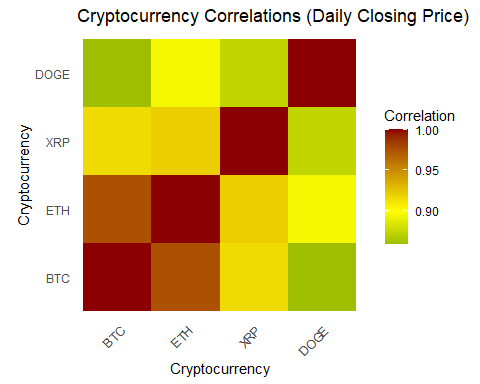 Cryptocurrency Correlations (Daily Closing Price)
DOGE
XRP
ETH
BTC
Cryptocurrency
BTC
ETH
XRP
DOGE
Cryptocurrency
Correlation
1.00
0.95
0.90